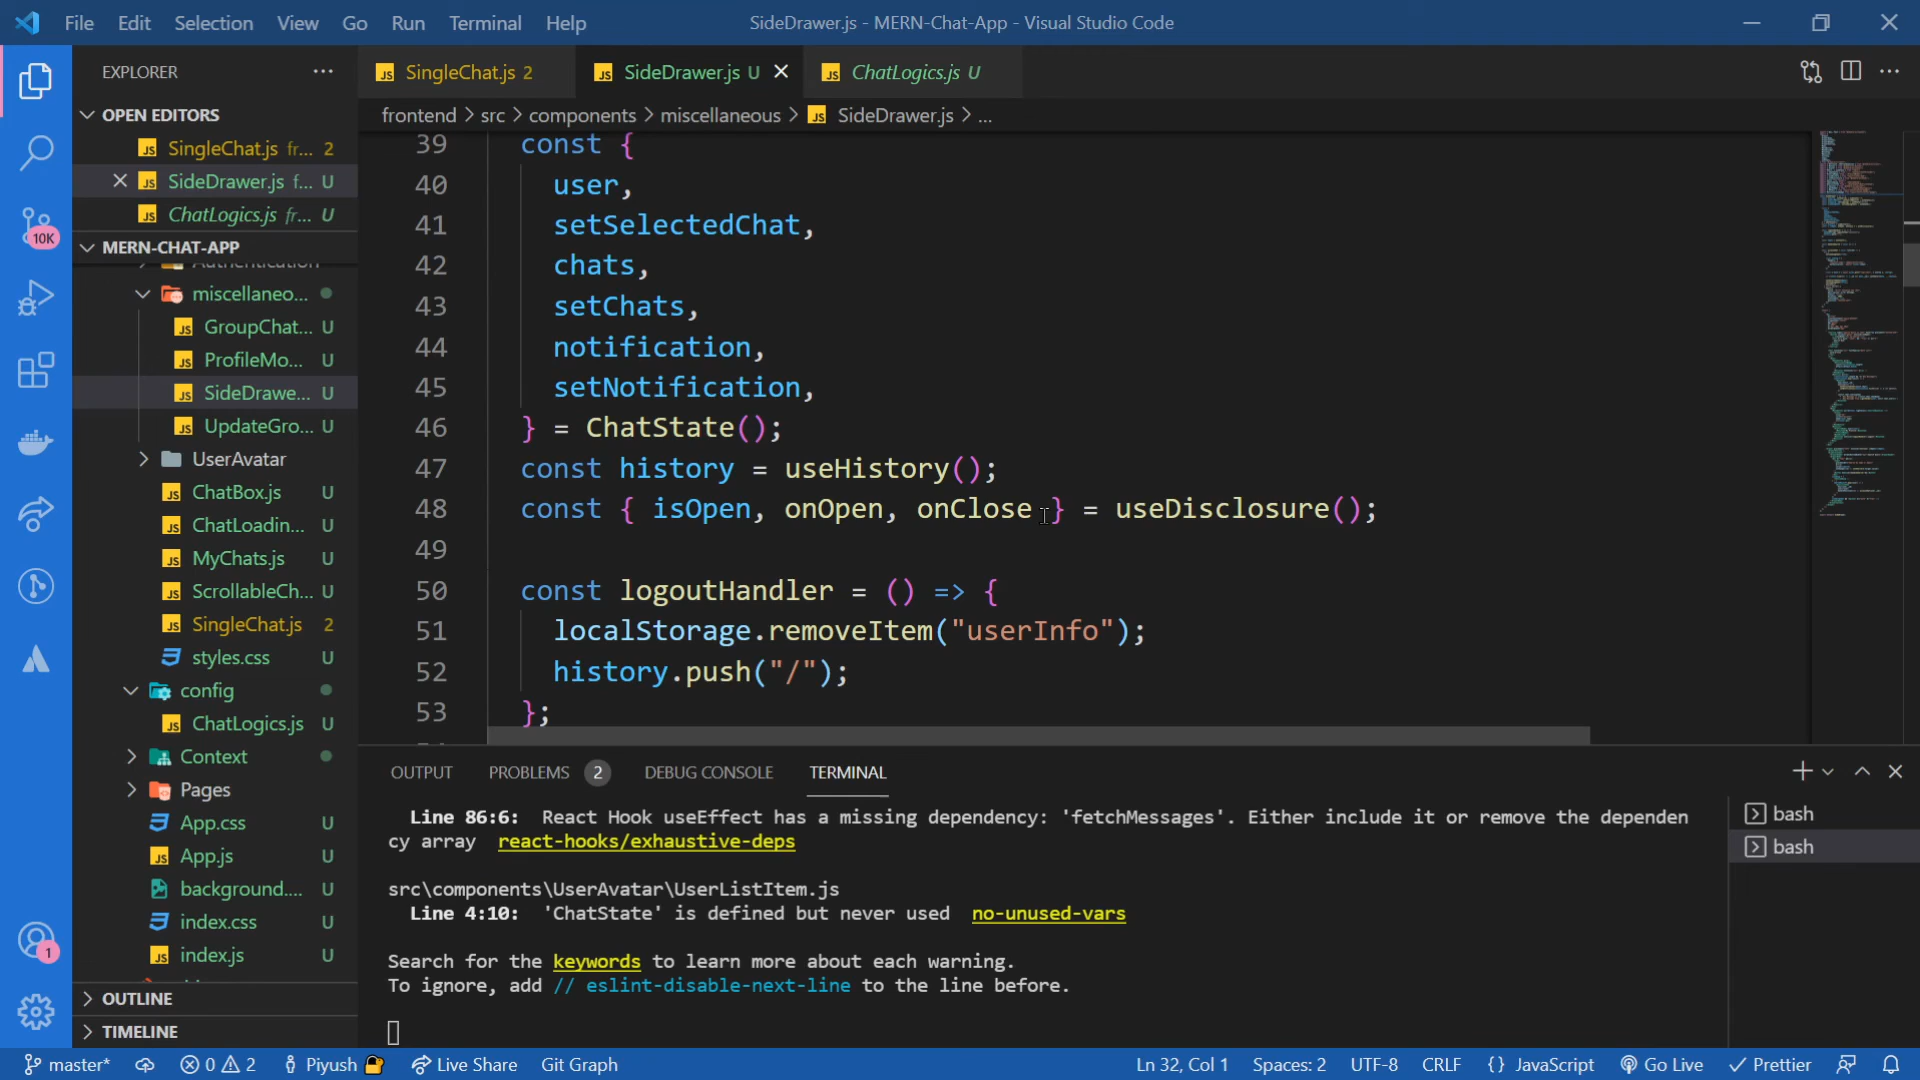 File Edit Selection View Go Run Terminal Help SideDrawer.js - MERN-Chat-App - Visual Studio Code
EXPLORER
SingleChat.js 2 SideDrawer.js U ChatLogics.js U
OPEN EDITORS
SingleChat.js fr... 2
SideDrawer.js f... U
ChatLogics.js fr... U
MERN-CHAT-APP
Authentication
miscellaneo...
GroupChat... U
ProfileMo... U
SideDrawe... U
UpdateGro... U
UserAvatar
ChatBox.js U
ChatLoadin... U
MyChats.js U
ScrollableCh... U
SingleChat.js 2
styles.css U
config
ChatLogics.js U
Context
Pages
App.css U
App.js U
background.... U
index.css U
index.js U
OUTLINE
TIMELINE
10K
1
frontend > src > components > miscellaneous > SideDrawer.js > ...
39 const {
40 user,
41 setSelectedChat,
42 chats,
43 setChats,
44 notification,
45 setNotification,
46 } = ChatState();
47 const history = useHistory();
48 const { isOpen, onOpen, onClose } = useDisclosure();
49
50 const logoutHandler = () => {
51 localStorage.removeItem("userInfo");
52 history.push("/");
53 };
OUTPUT PROBLEMS 2 DEBUG CONSOLE TERMINAL
Line 86:6: React Hook useEffect has a missing dependency: 'fetchMessages'. Either include it or remove the dependen
cy array react-hooks/exhaustive-deps
src\components\UserAvatar\UserListItem.js
Line 4:10: 'ChatState' is defined but never used no-unused-vars
Search for the keywords to learn more about each warning.
To ignore, add // eslint-disable-next-line to the line before.
bash
bash
master* 0 2 Piyush Live Share Git Graph Ln 32, Col 1 Spaces: 2 UTF-8 CRLF {} JavaScript Go Live Prettier